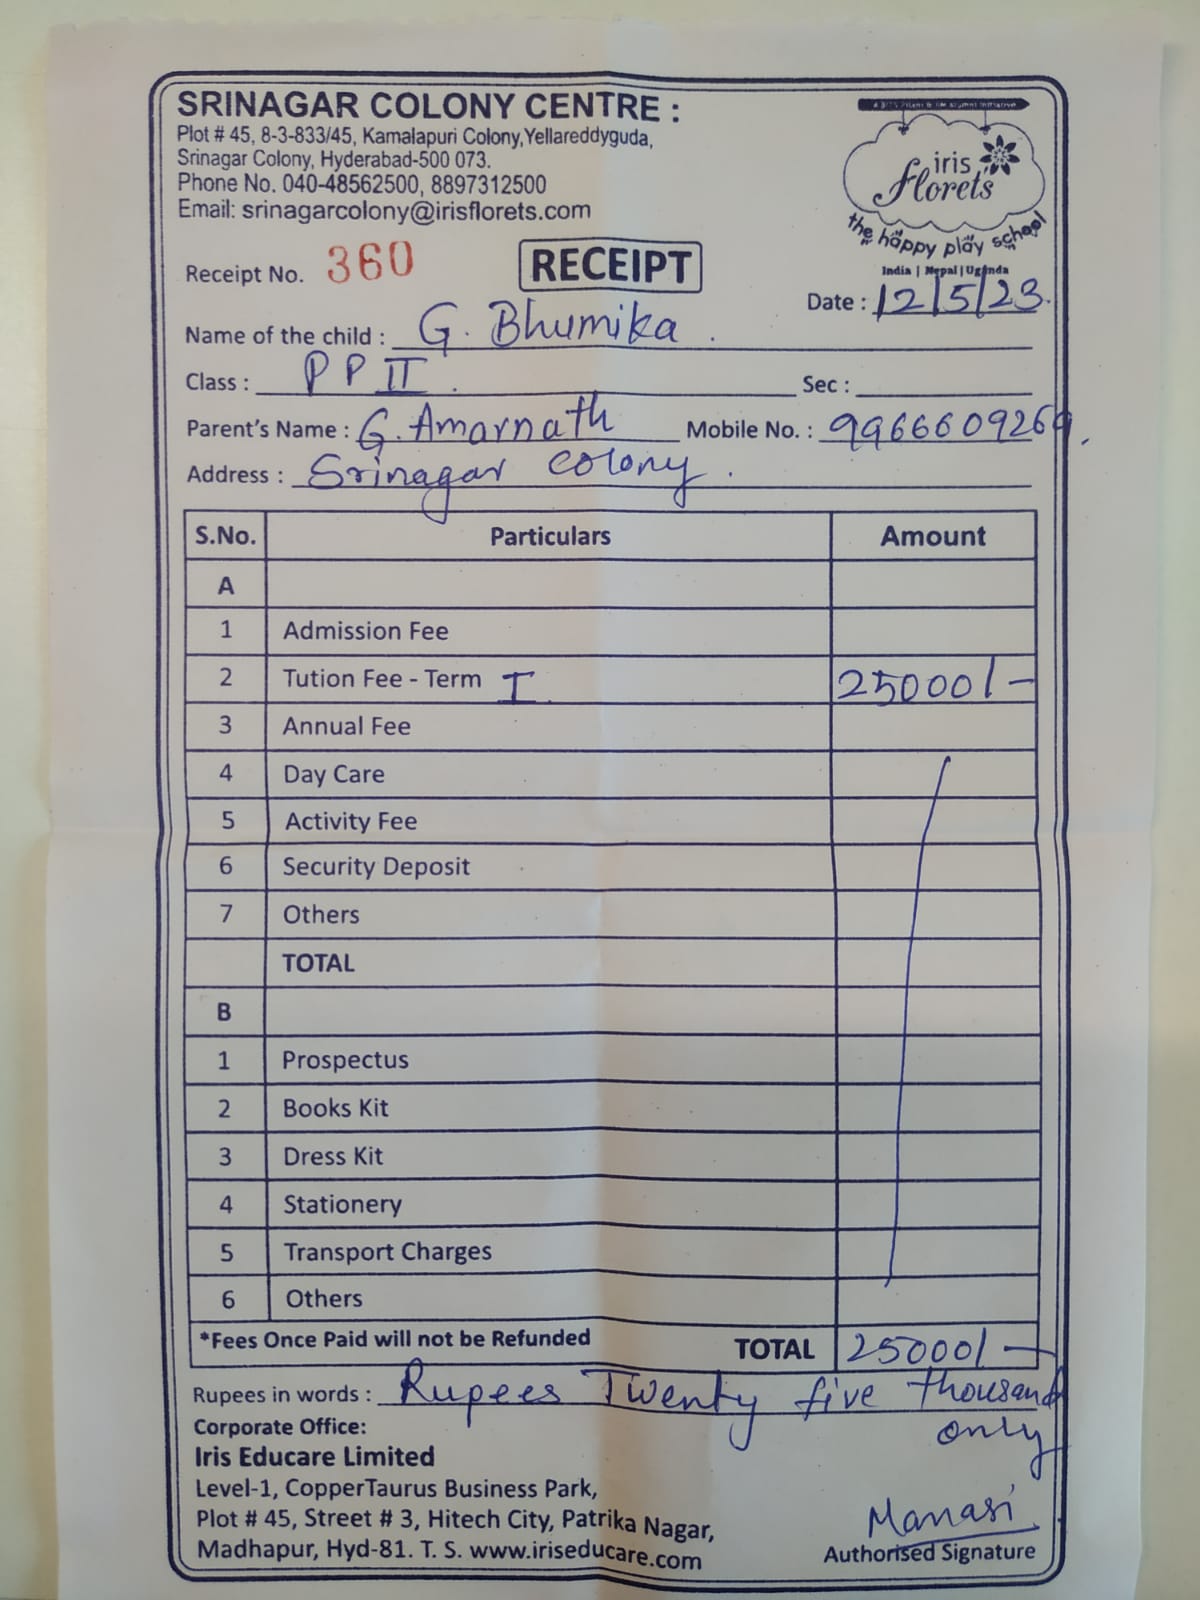 SRINAGAR COLONY CENTRE :
Plot # 45, 8-3-833/45, Kamalapuri Colony,Yellareddyguda,
Srinagar Colony, Hyderabad-500 073.
Phone No. 040-48562500, 8897312500
Email: srinagarcolony@irisflorets.com
iris
florets
the happy play school
India | Nepal | Uganda
Receipt No. 360
RECEIPT
Date : 12/5/23.
Name of the child : G. Bhumika .
Class : PP II .
Sec :
Parent's Name : G. Amarnath
Mobile No. : 9966609269.
Address : Srinagar colony .
S.No. Particulars Amount
A
1 Admission Fee
2 Tution Fee - Term I 25000/-
3 Annual Fee
4 Day Care
5 Activity Fee
6 Security Deposit
7 Others
TOTAL
B
1 Prospectus
2 Books Kit
3 Dress Kit
4 Stationery
5 Transport Charges
6 Others
*Fees Once Paid will not be Refunded TOTAL 25000/-
Rupees in words : Rupees Twenty five thousand
only
Corporate Office:
Iris Educare Limited
Level-1, CopperTaurus Business Park,
Plot # 45, Street # 3, Hitech City, Patrika Nagar,
Madhapur, Hyd-81. T. S. www.iriseducare.com
Manasi
Authorised Signature